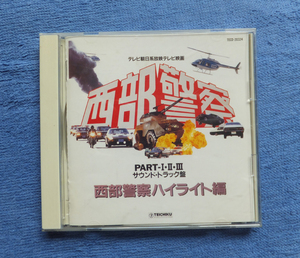 テレビ朝日系放映テレビ映画
西部警察
PART-Ⅰ・Ⅱ・Ⅲ
サウンド・トラック盤
西部警察ハイライト編
TEICHIKU